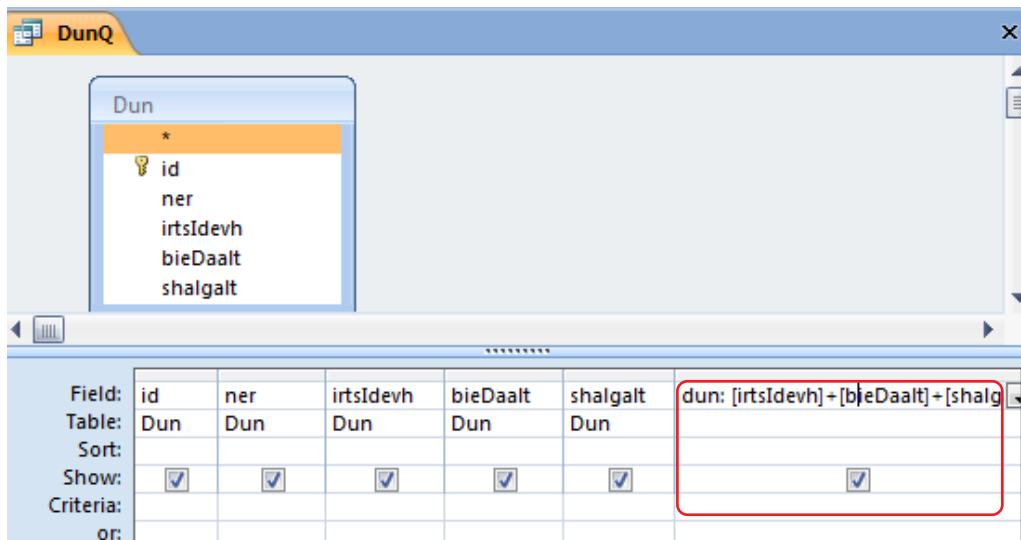 DunQ
Dun
*
id
ner
irtsIdevh
bieDaalt
shalgalt
Field: id ner irtsIdevh bieDaalt shalgalt dun: [irtsIdevh]+[bieDaalt]+[shalg
Table: Dun Dun Dun Dun Dun
Sort:
Show:
Criteria:
or: